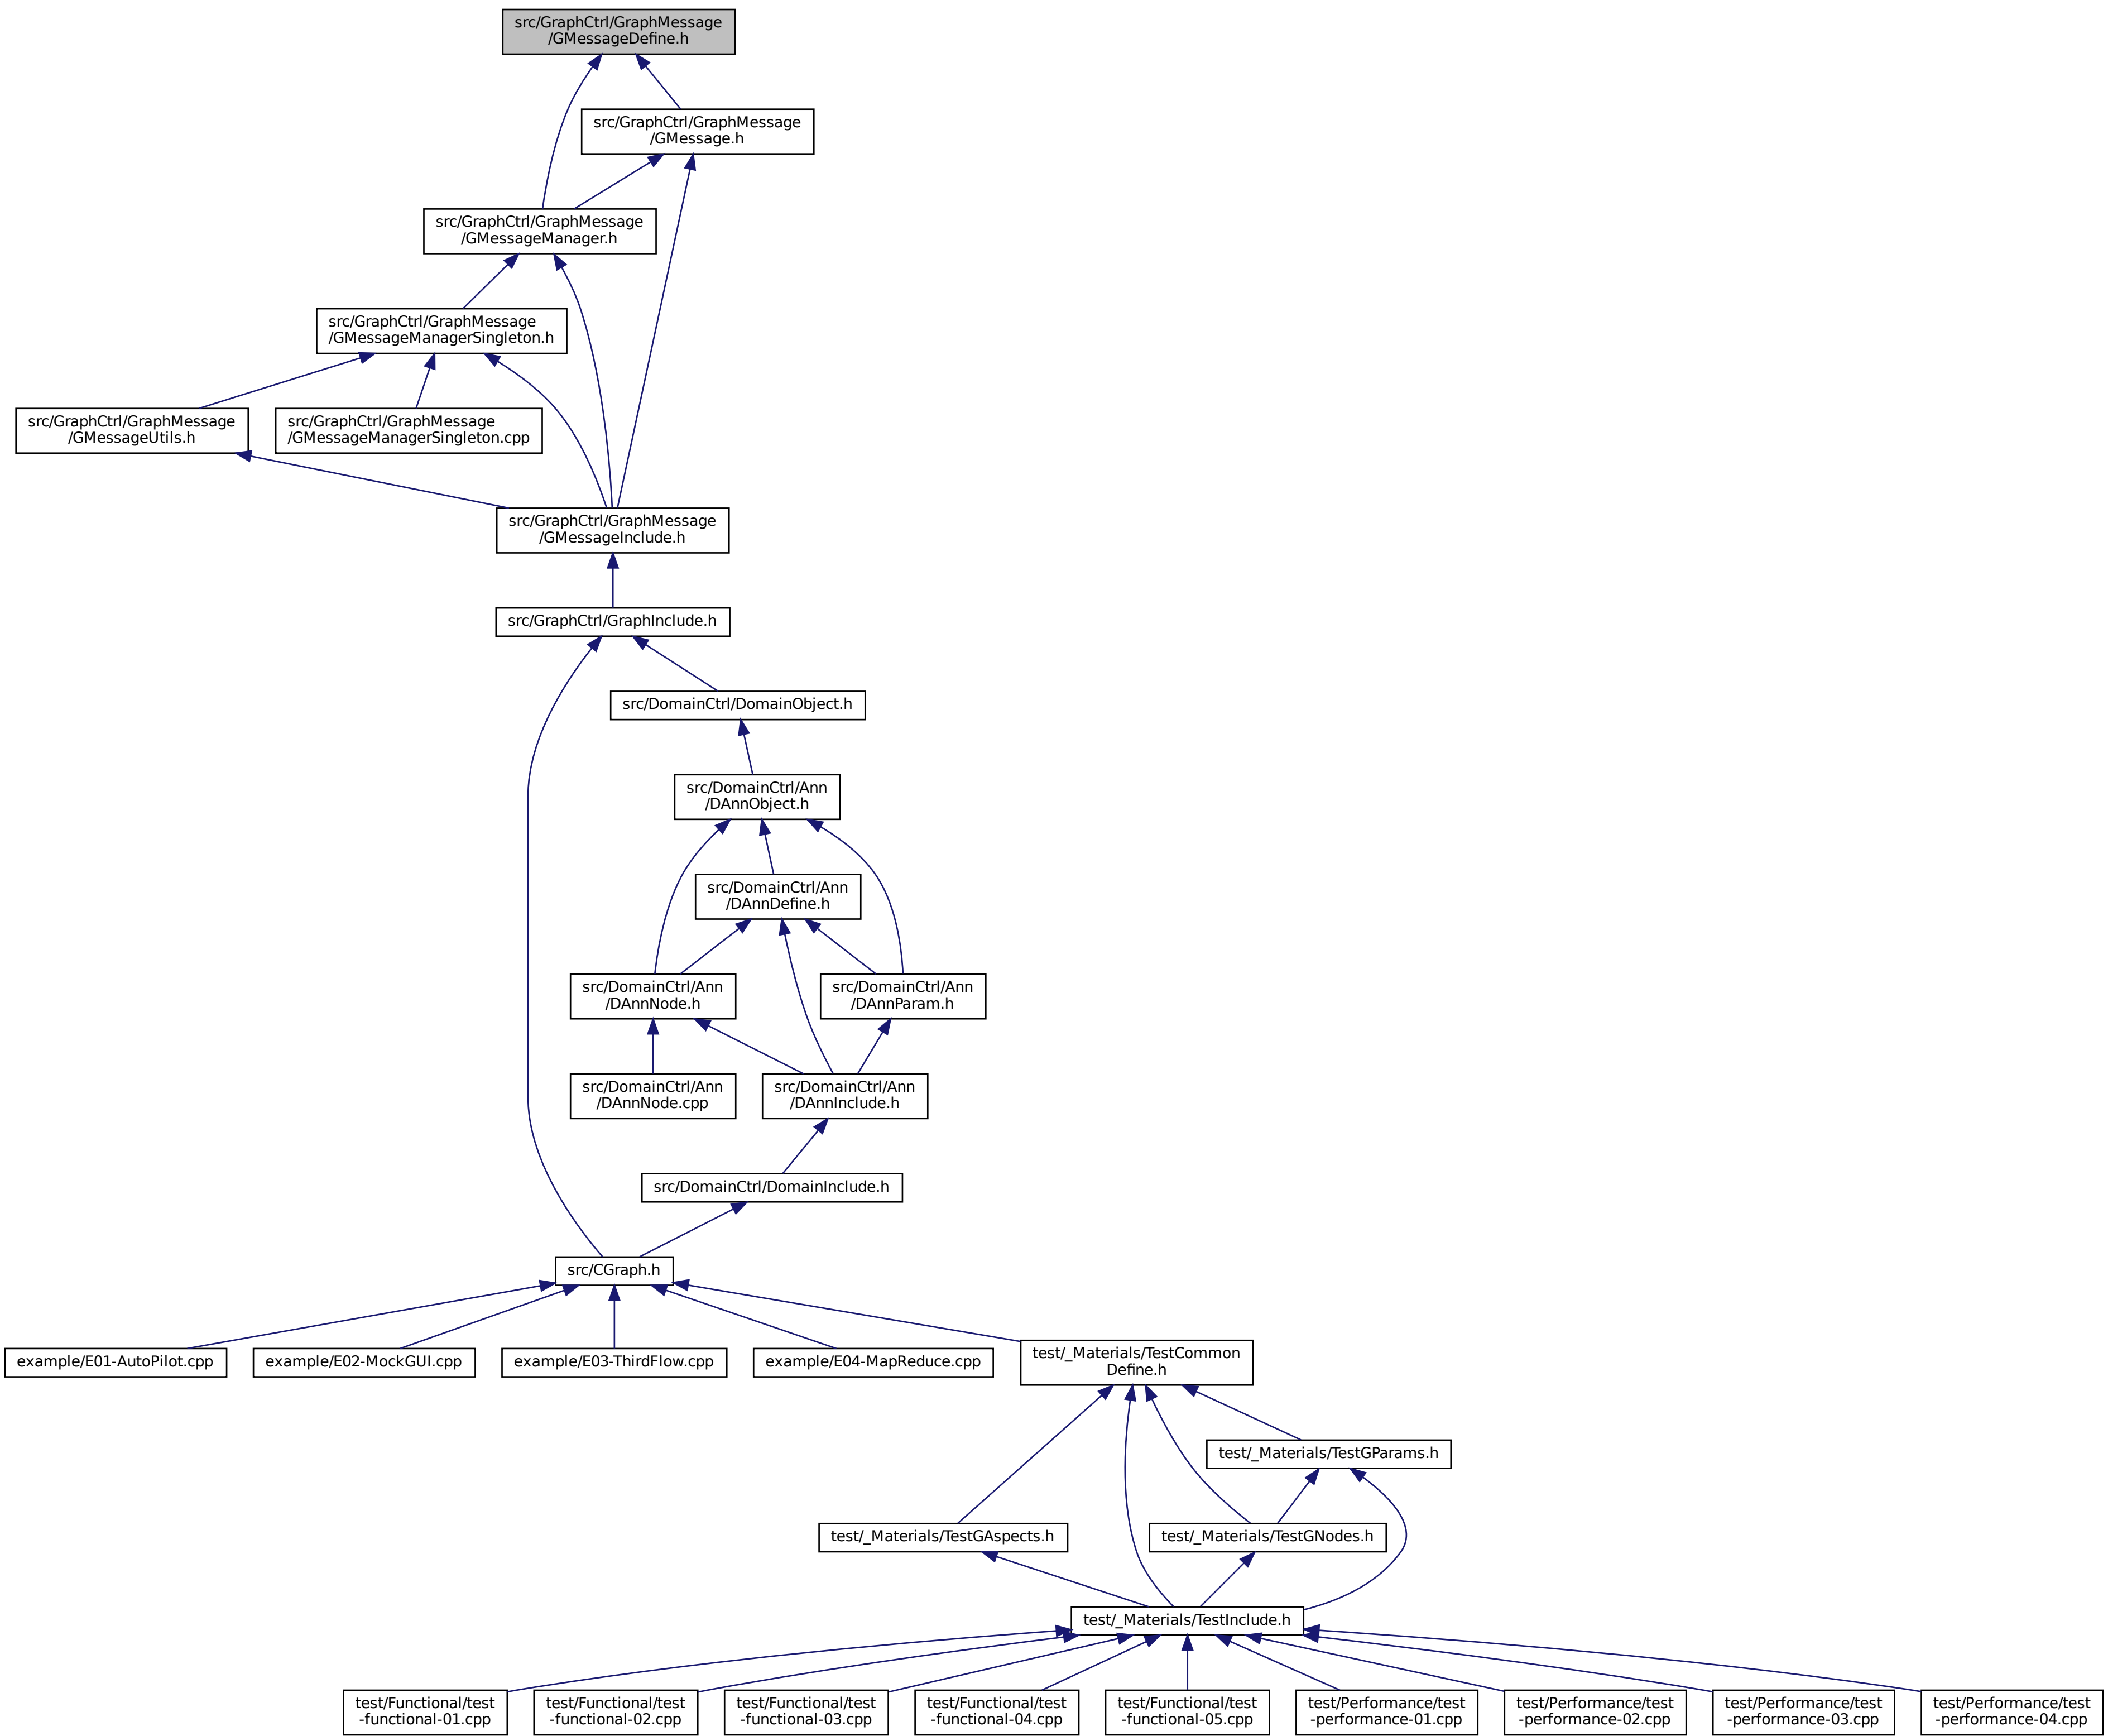 src/GraphCtrl/GraphMessage
/GMessageDefine.h
src/GraphCtrl/GraphMessage
/GMessage.h
src/GraphCtrl/GraphMessage
/GMessageManager.h
src/GraphCtrl/GraphMessage
/GMessageManagerSingleton.h
src/GraphCtrl/GraphMessage
/GMessageUtils.h
src/GraphCtrl/GraphMessage
/GMessageManagerSingleton.cpp
src/GraphCtrl/GraphMessage
/GMessageInclude.h
src/GraphCtrl/GraphInclude.h
src/DomainCtrl/DomainObject.h
src/DomainCtrl/Ann
/DAnnObject.h
src/DomainCtrl/Ann
/DAnnDefine.h
src/DomainCtrl/Ann
/DAnnNode.h
src/DomainCtrl/Ann
/DAnnParam.h
src/DomainCtrl/Ann
/DAnnNode.cpp
src/DomainCtrl/Ann
/DAnnInclude.h
src/DomainCtrl/DomainInclude.h
src/CGraph.h
example/E01-AutoPilot.cpp
example/E02-MockGUI.cpp
example/E03-ThirdFlow.cpp
example/E04-MapReduce.cpp
test/_Materials/TestCommon
Define.h
test/_Materials/TestGParams.h
test/_Materials/TestGAspects.h
test/_Materials/TestGNodes.h
test/_Materials/TestInclude.h
test/Functional/test
-functional-01.cpp
test/Functional/test
-functional-02.cpp
test/Functional/test
-functional-03.cpp
test/Functional/test
-functional-04.cpp
test/Functional/test
-functional-05.cpp
test/Performance/test
-performance-01.cpp
test/Performance/test
-performance-02.cpp
test/Performance/test
-performance-03.cpp
test/Performance/test
-performance-04.cpp